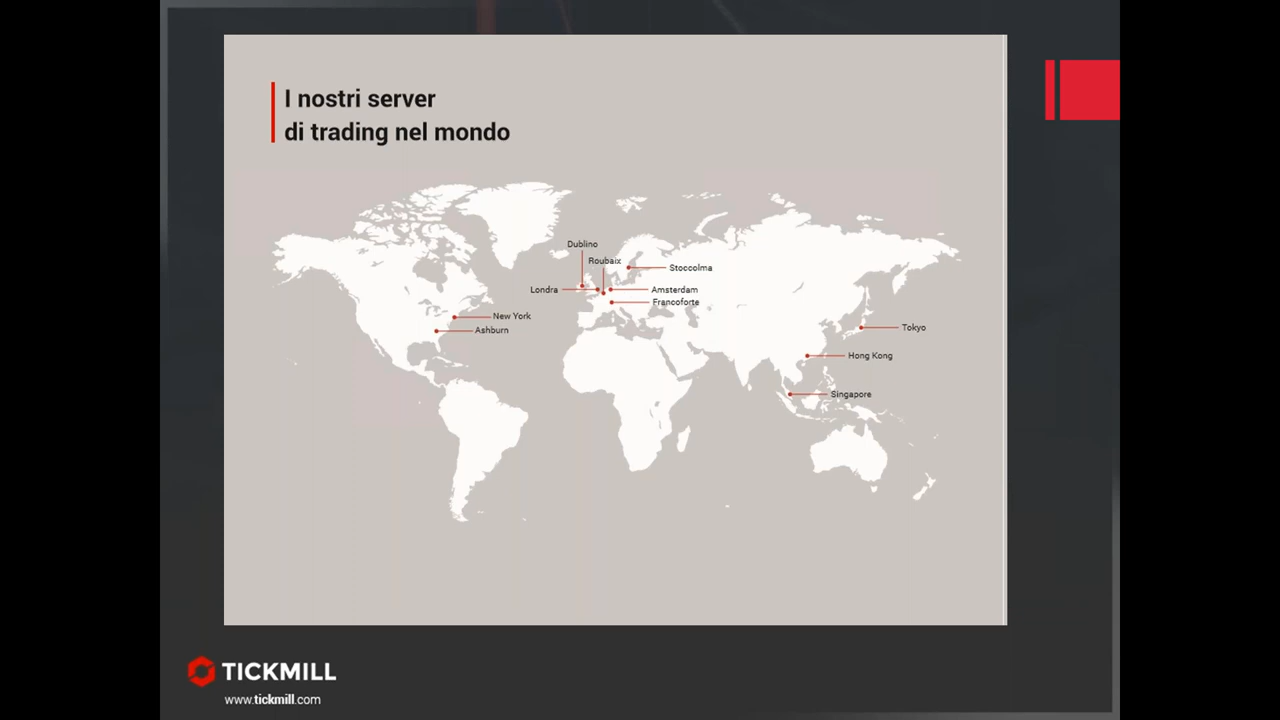 I nostri server
di trading nel mondo
Dublino
Roubaix
Stoccolma
Londra
Amsterdam
Francoforte
New York
Ashburn
Tokyo
Hong Kong
Singapore
TICKMILL
www.tickmill.com